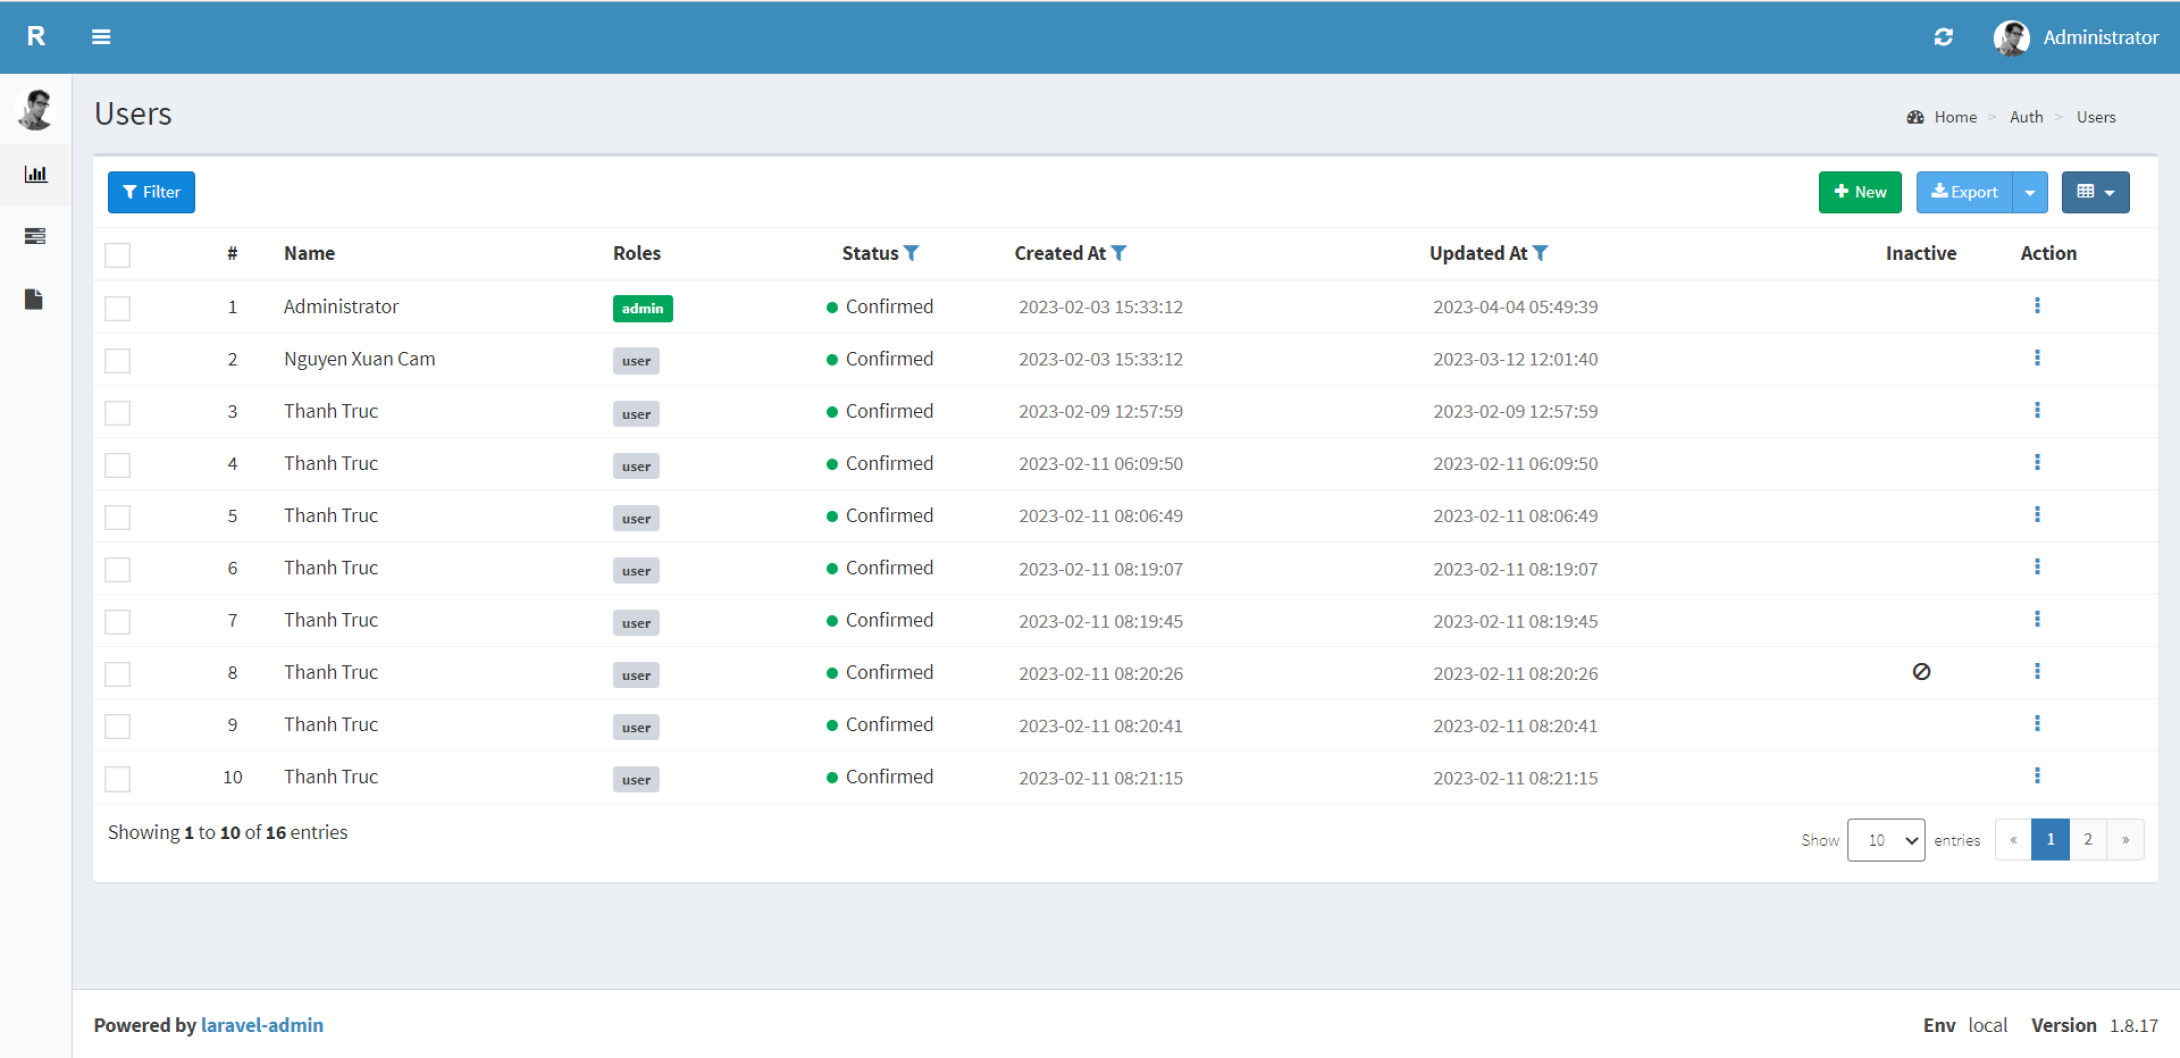 R Administrator
Users Home > Auth > Users
Filter New Export
# Name Roles Status Created At Updated At Inactive Action
1 Administrator admin Confirmed 2023-02-03 15:33:12 2023-04-04 05:49:39
2 Nguyen Xuan Cam user Confirmed 2023-02-03 15:33:12 2023-03-12 12:01:40
3 Thanh Truc user Confirmed 2023-02-09 12:57:59 2023-02-09 12:57:59
4 Thanh Truc user Confirmed 2023-02-11 06:09:50 2023-02-11 06:09:50
5 Thanh Truc user Confirmed 2023-02-11 08:06:49 2023-02-11 08:06:49
6 Thanh Truc user Confirmed 2023-02-11 08:19:07 2023-02-11 08:19:07
7 Thanh Truc user Confirmed 2023-02-11 08:19:45 2023-02-11 08:19:45
8 Thanh Truc user Confirmed 2023-02-11 08:20:26 2023-02-11 08:20:26
9 Thanh Truc user Confirmed 2023-02-11 08:20:41 2023-02-11 08:20:41
10 Thanh Truc user Confirmed 2023-02-11 08:21:15 2023-02-11 08:21:15
Showing 1 to 10 of 16 entries Show 10 entries « 1 2 »
Powered by laravel-admin Env local Version 1.8.17